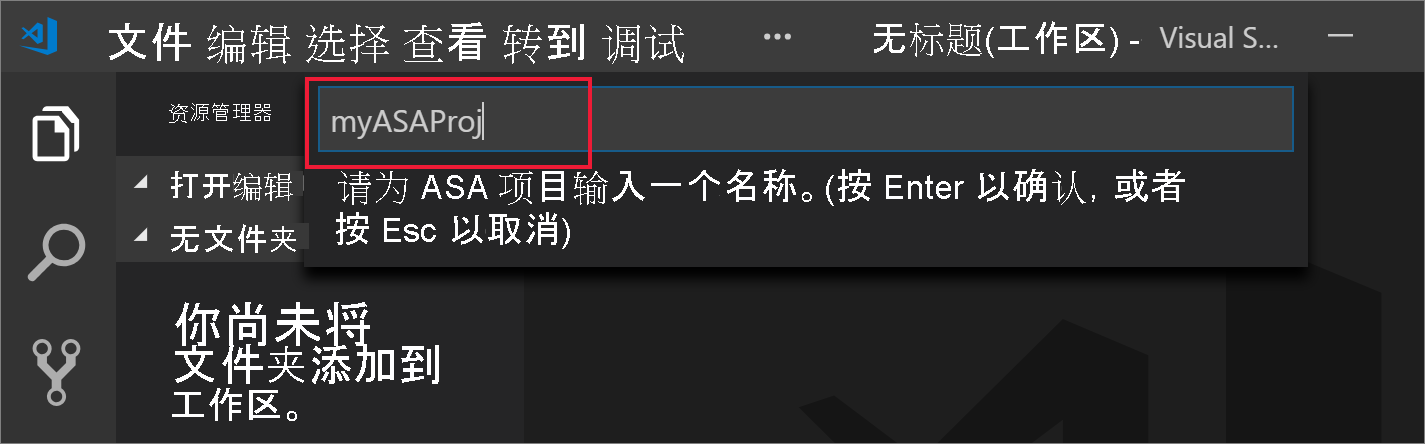 文件 编辑 选择 查看 转到 调试 ··· 无标题(工作区) - Visual S...
资源管理器
myASAProj
打开编辑
请为 ASA 项目输入一个名称。(按 Enter 以确认, 或者
按 Esc 以取消)
无文件夹
你尚未将
文件夹添加到
工作区。